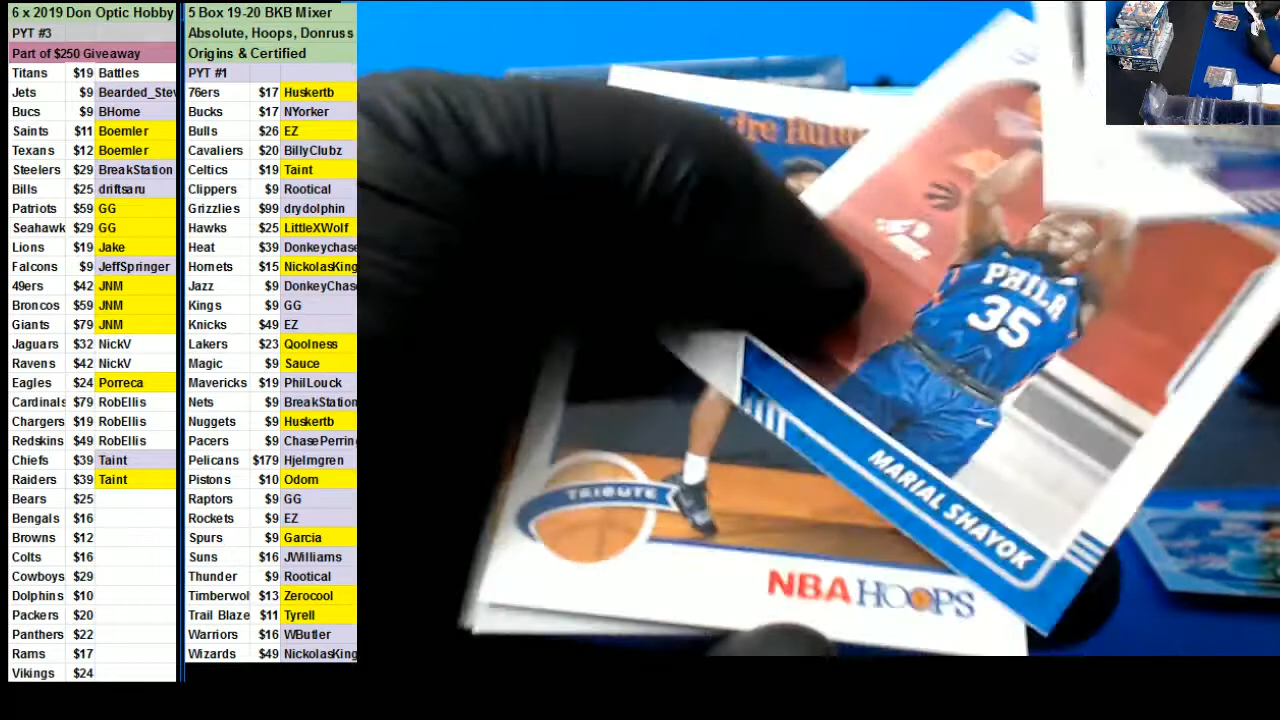 6 x 2019 Don Optic Hobby
PYT #3
Part of $250 Giveaway
Titans $19 Battles
Jets $9 Bearded_Stev
Bucs $9 BHome
Saints $11 Boemler
Texans $12 Boemler
Steelers $29 BreakStation
Bills $25 driftsaru
Patriots $59 GG
Seahawk $29 GG
Lions $19 Jake
Falcons $9 JeffSpringer
49ers $42 JNM
Broncos $59 JNM
Giants $79 JNM
Jaguars $32 NickV
Ravens $42 NickV
Eagles $24 Porreca
Cardinals $79 RobEllis
Chargers $19 RobEllis
Redskins $49 RobEllis
Chiefs $39 Taint
Raiders $39 Taint
Bears $25
Bengals $16
Browns $12
Colts $16
Cowboys $29
Dolphins $10
Packers $20
Panthers $22
Rams $17
Vikings $24
5 Box 19-20 BKB Mixer
Absolute, Hoops, Donruss
Origins & Certified
PYT #1
76ers $17 Huskertb
Bucks $17 NYorker
Bulls $26 EZ
Cavaliers $20 BillyClubz
Celtics $19 Taint
Clippers $9 Rootical
Grizzlies $99 drydolphin
Hawks $25 LittleXWolf
Heat $39 Donkeychase
Hornets $15 NickolasKing
Jazz $9 DonkeyChas
Kings $9 GG
Knicks $49 EZ
Lakers $23 Qoolness
Magic $9 Sauce
Mavericks $19 PhilLouck
Nets $9 BreakStation
Nuggets $9 Huskertb
Pacers $9 ChasePerrin
Pelicans $179 Hjelmgren
Pistons $10 Odom
Raptors $9 GG
Rockets $9 EZ
Spurs $9 Garcia
Suns $16 JWilliams
Thunder $9 Rootical
Timberwol $13 Zerocool
Trail Blaze $11 Tyrell
Warriors $16 WButler
Wizards $49 NickolasKing
PHILA
35
MARIAL SHAYOK
TRIBUTE
NBA HOOPS